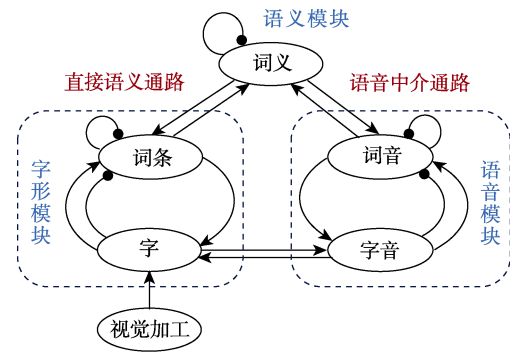 语义模块
词义
直接语义通路
语音中介通路
词条
词音
字形模块
语音模块
字
字音
视觉加工